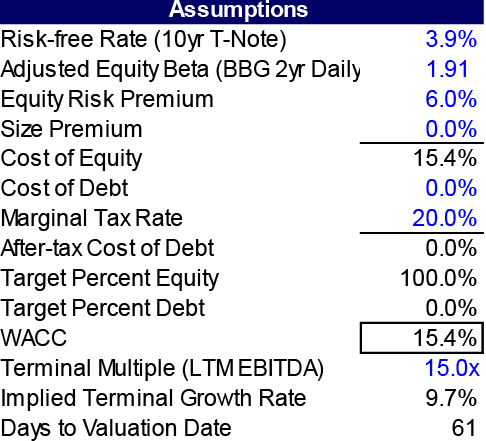 Assumptions
Risk-free Rate (10yr T-Note) 3.9%
Adjusted Equity Beta (BBG 2yr Daily 1.91
Equity Risk Premium 6.0%
Size Premium 0.0%
Cost of Equity 15.4%
Cost of Debt 0.0%
Marginal Tax Rate 20.0%
After-tax Cost of Debt 0.0%
Target Percent Equity 100.0%
Target Percent Debt 0.0%
WACC 15.4%
Terminal Multiple (LTM EBITDA) 15.0x
Implied Terminal Growth Rate 9.7%
Days to Valuation Date 61